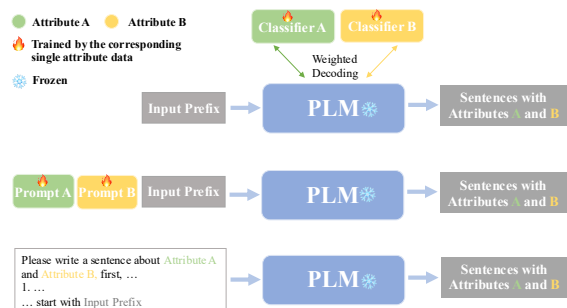 Attribute A
Attribute B
Trained by the corresponding
single attribute data
Frozen
Classifier A
Classifier B
Weighted
Decoding
Input Prefix
PLM
Sentences with
Attributes A and B
Prompt A
Prompt B
Input Prefix
PLM
Sentences with
Attributes A and B
Please write a sentence about Attribute A
and Attribute B, first, …
1. …
… start with Input Prefix
PLM
Sentences with
Attributes A and B